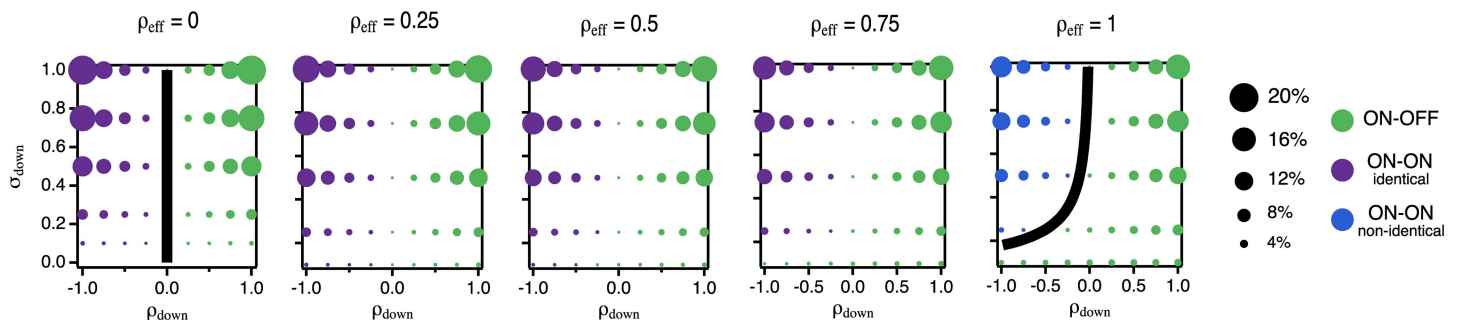 ρeff = 0
ρeff = 0.25
ρeff = 0.5
ρeff = 0.75
ρeff = 1
σdown
1.0
0.8
0.6
0.4
0.2
0.0
-1.0 0.0 1.0
-1.0 0.0 1.0
-1.0 0.0 1.0
-1.0 -0.5 0.0 0.5 1.0
-1.0 -0.5 0.0 0.5 1.0
ρdown
ρdown
ρdown
ρdown
ρdown
20%
16%
12%
8%
4%
ON-OFF
ON-ON
identical
ON-ON
non-identical